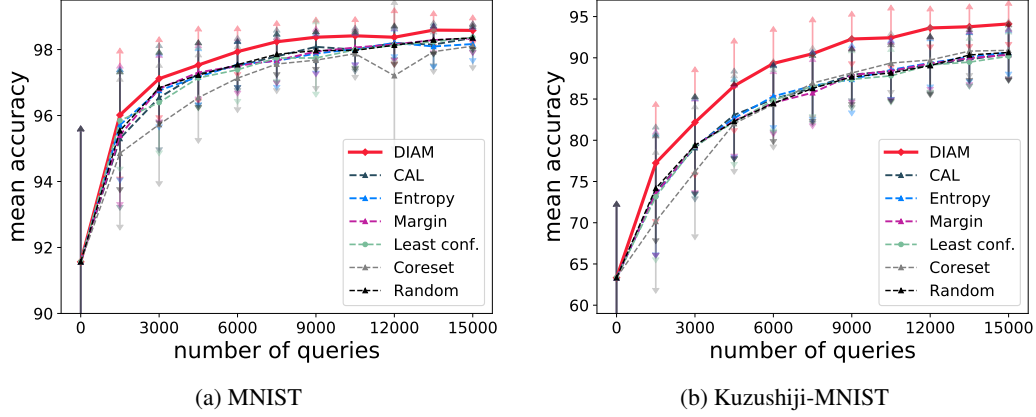 mean accuracy
98
96
94
92
90
0
3000
6000
9000
12000
15000
number of queries
DIAM
CAL
Entropy
Margin
Least conf.
Coreset
Random
(a) MNIST
mean accuracy
95
90
85
80
75
70
65
60
0
3000
6000
9000
12000
15000
number of queries
DIAM
CAL
Entropy
Margin
Least conf.
Coreset
Random
(b) Kuzushiji-MNIST